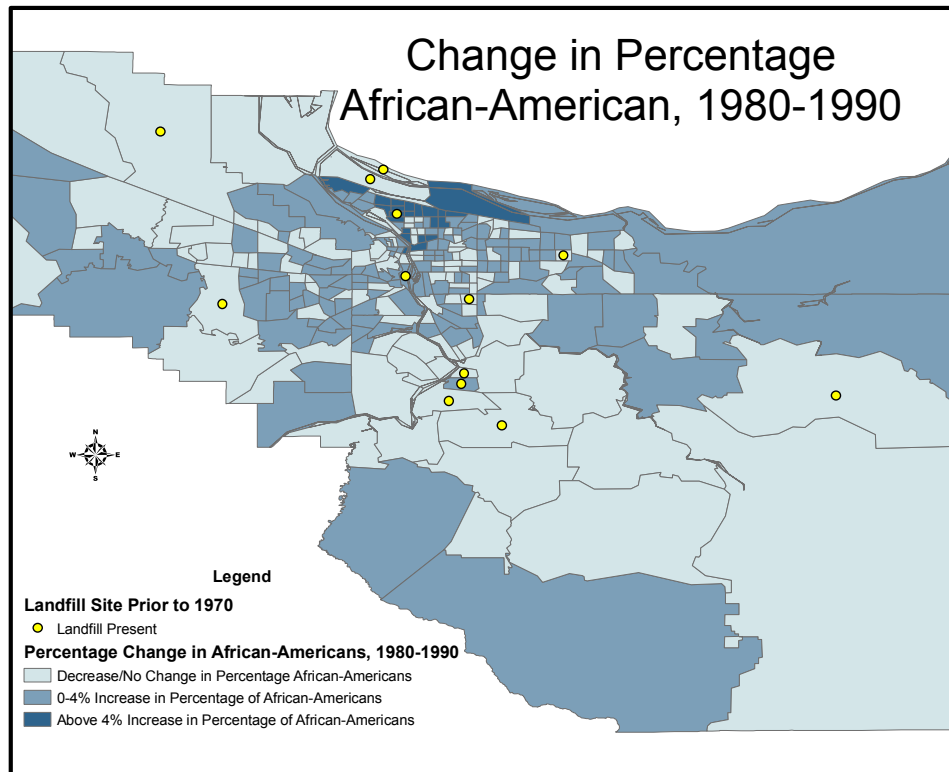 Change in Percentage
African-American, 1980-1990
N
W E
S
Legend
Landfill Site Prior to 1970
Landfill Present
Percentage Change in African-Americans, 1980-1990
Decrease/No Change in Percentage African-Americans
0-4% Increase in Percentage of African-Americans
Above 4% Increase in Percentage of African-Americans